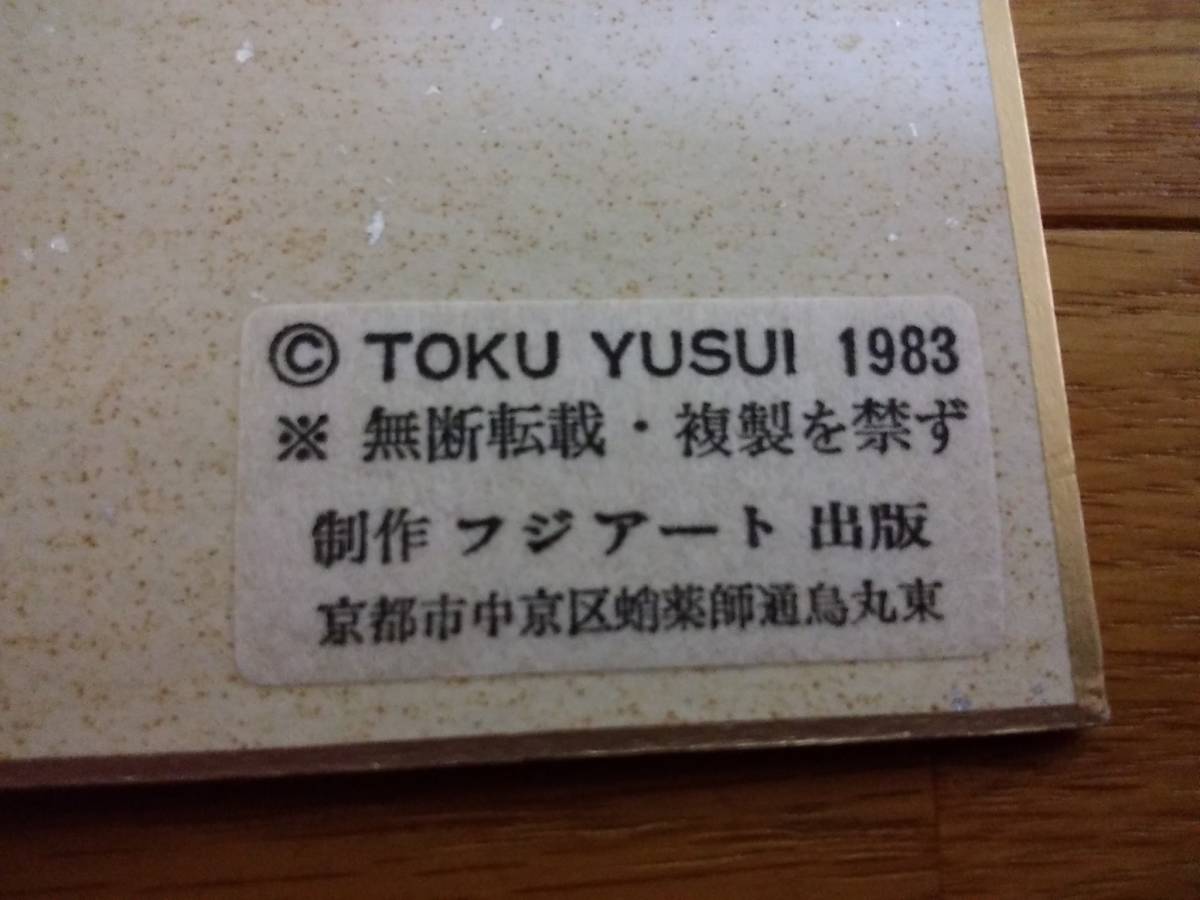 © TOKU YUSUI 1983
※ 無断転載・複製を禁ず
制作 フジアート 出版
京都市中京区蛸薬師通烏丸東